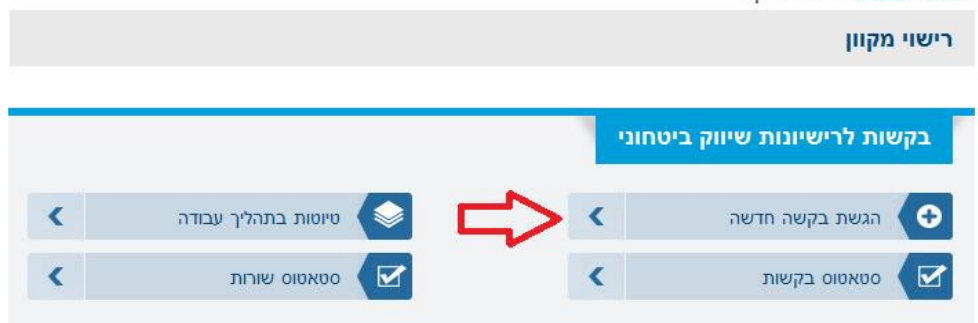 רישוי מקוון
בקשות לרישיונות שיווק ביטחוני
הגשת בקשה חדשה
טיוטות בתהליך עבודה
סטאטוס בקשות
סטאטוס שורות